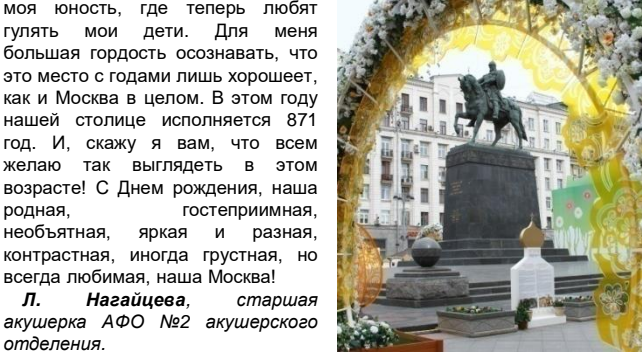 моя юность, где теперь любят
гулять мои дети. Для меня
большая гордость осознавать, что
это место с годами лишь хорошеет,
как и Москва в целом. В этом году
нашей столице исполняется 871
год. И, скажу я вам, что всем
желаю так выглядеть в этом
возрасте! С Днем рождения, наша
родная, гостеприимная,
необъятная, яркая и разная,
контрастная, иногда грустная, но
всегда любимая, наша Москва!
Л. Нагайцева, старшая
акушерка АФО №2 акушерского
отделения.